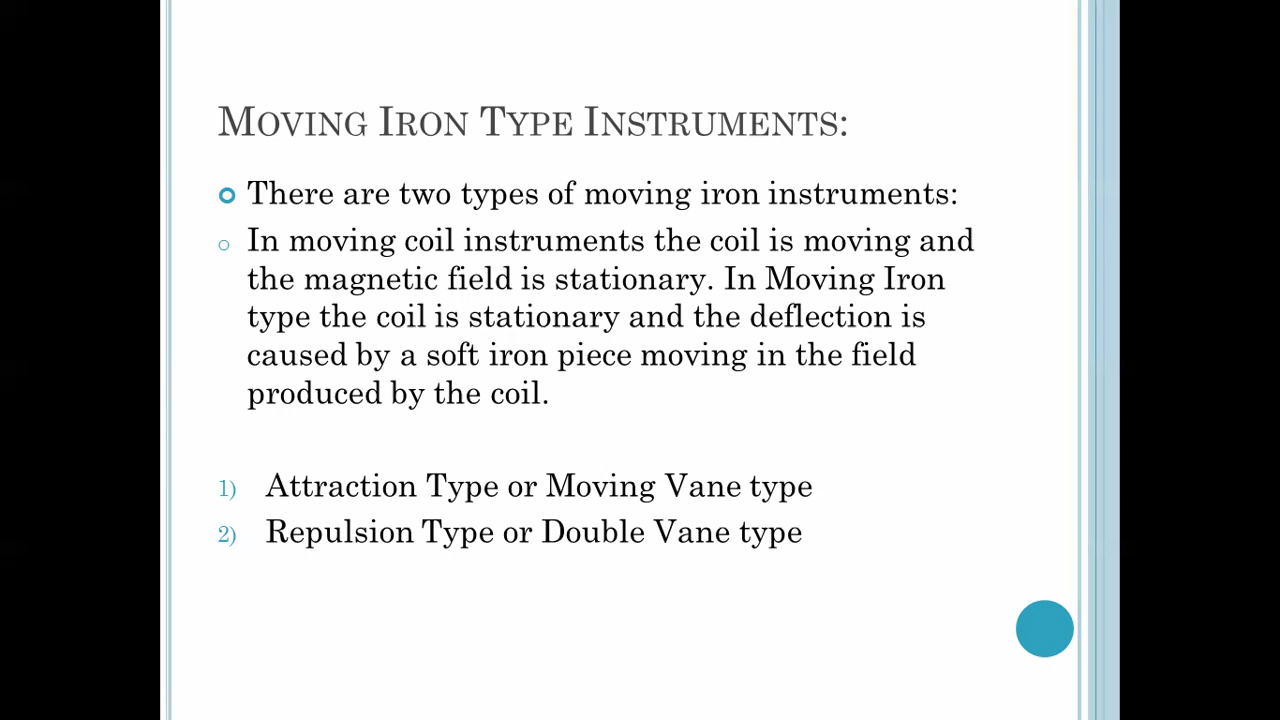 Moving Iron Type Instruments:
There are two types of moving iron instruments:
In moving coil instruments the coil is moving and
the magnetic field is stationary. In Moving Iron
type the coil is stationary and the deflection is
caused by a soft iron piece moving in the field
produced by the coil.
1) Attraction Type or Moving Vane type
2) Repulsion Type or Double Vane type